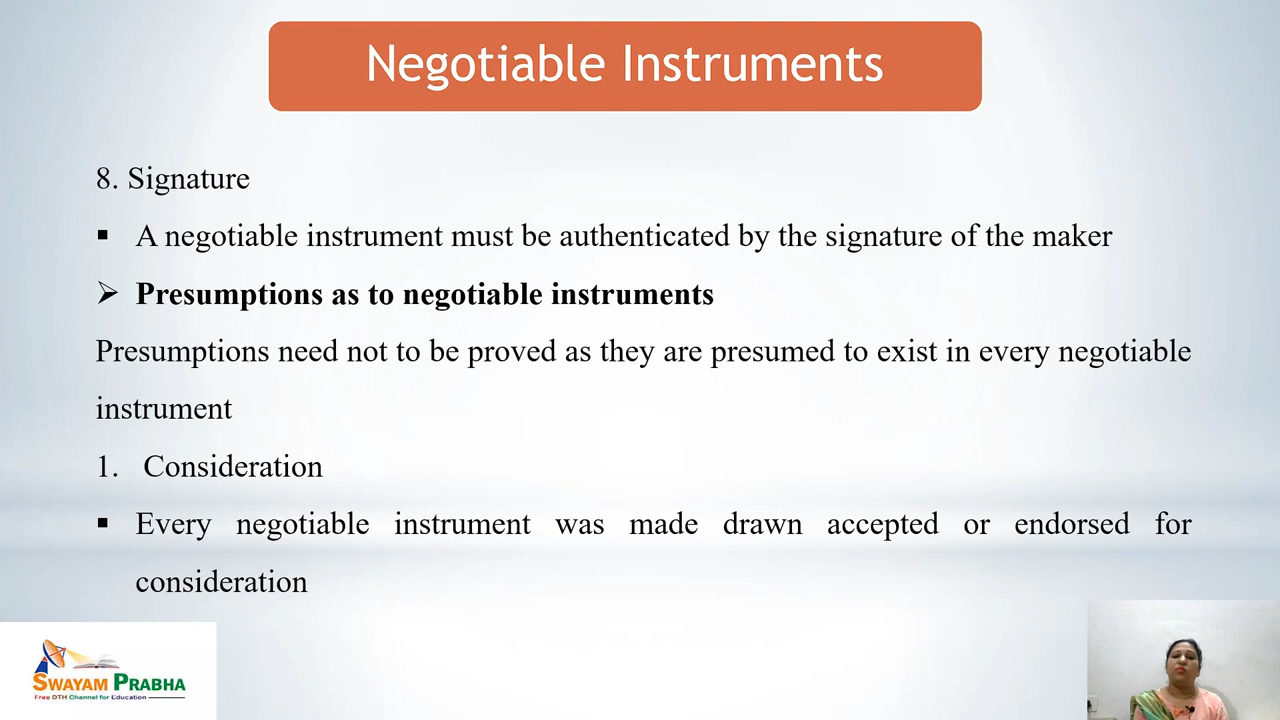 Negotiable Instruments
8. Signature
▪ A negotiable instrument must be authenticated by the signature of the maker
➢ Presumptions as to negotiable instruments
Presumptions need not to be proved as they are presumed to exist in every negotiable
instrument
1. Consideration
▪ Every negotiable instrument was made drawn accepted or endorsed for
consideration
SWAYAM PRABHA
Free DTH Channel for Education